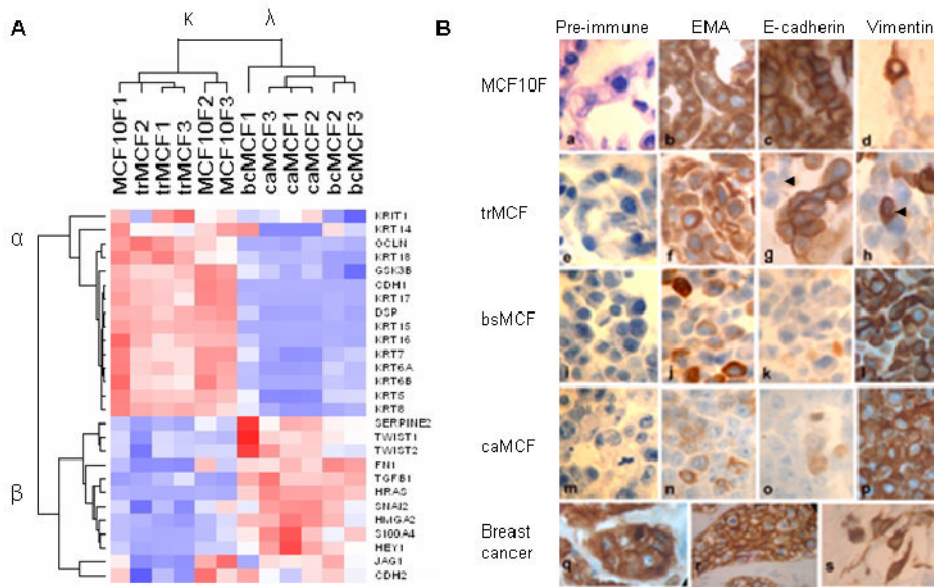 A
κ λ
MCF10F1
trMCF2
trMCF1
trMCF3
MCF10F2
MCF10F3
bcMCF1
caMCF3
caMCF1
caMCF2
bcMCF2
bcMCF3
α
β
KRIT1
KRT14
OCLIN
KRT18
GSK3B
CDH1
KRT17
DSP
KRT15
KRT16
KRT7
KRT6A
KRT6B
KRT5
KRT8
SERPINE2
TWIST1
TWIST2
FN1
TGFB1
HRAS
SNAI2
HMGA2
S100A4
HEY1
JAG1
CDH2
B
Pre-immune EMA E-cadherin Vimentin
MCF10F
a b c d
trMCF
e f g h
bsMCF
i j k l
caMCF
m n o p
Breast
cancer
q r s